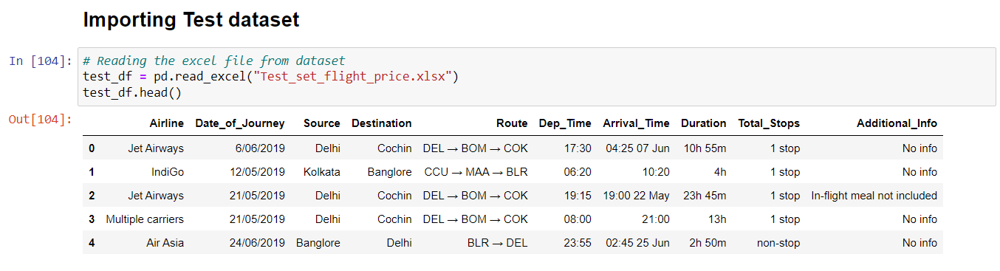 Importing Test dataset
In [104]: # Reading the excel file from dataset
test_df = pd.read_excel("Test_set_flight_price.xlsx")
test_df.head()
Out[104]:
Airline Date_of_Journey Source Destination Route Dep_Time Arrival_Time Duration Total_Stops Additional_Info
0 Jet Airways 6/06/2019 Delhi Cochin DEL → BOM → COK 17:30 04:25 07 Jun 10h 55m 1 stop No info
1 IndiGo 12/05/2019 Kolkata Banglore CCU → MAA → BLR 06:20 10:20 4h 1 stop No info
2 Jet Airways 21/05/2019 Delhi Cochin DEL → BOM → COK 19:15 19:00 22 May 23h 45m 1 stop In-flight meal not included
3 Multiple carriers 21/05/2019 Delhi Cochin DEL → BOM → COK 08:00 21:00 13h 1 stop No info
4 Air Asia 24/06/2019 Banglore Delhi BLR → DEL 23:55 02:45 25 Jun 2h 50m non-stop No info